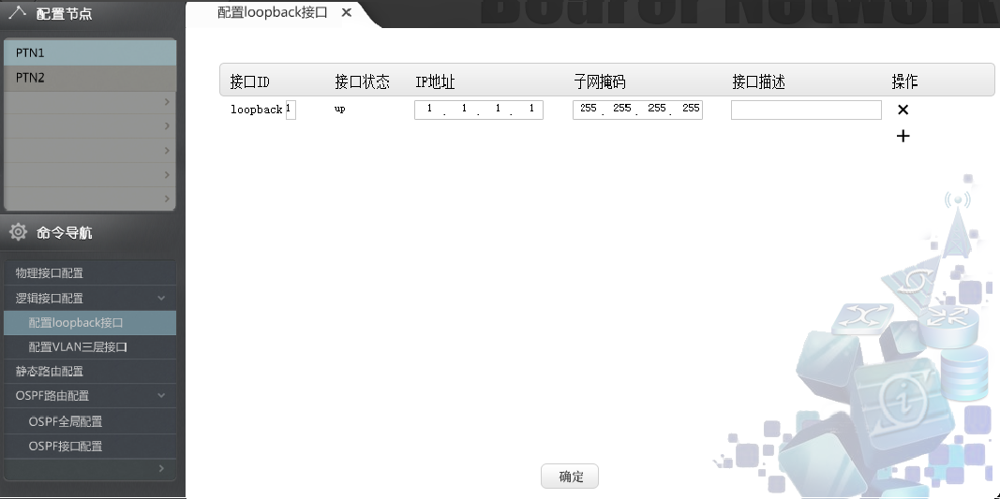 配置节点
PTN1
PTN2
命令导航
物理接口配置
逻辑接口配置
配置loopback接口
配置VLAN三层接口
静态路由配置
OSPF路由配置
OSPF全局配置
OSPF接口配置
配置loopback接口 ×
接口ID 接口状态 IP地址 子网掩码 接口描述 操作
loopback 1 up 1 . 1 . 1 . 1 255 . 255 . 255 . 255 ×
+
确定